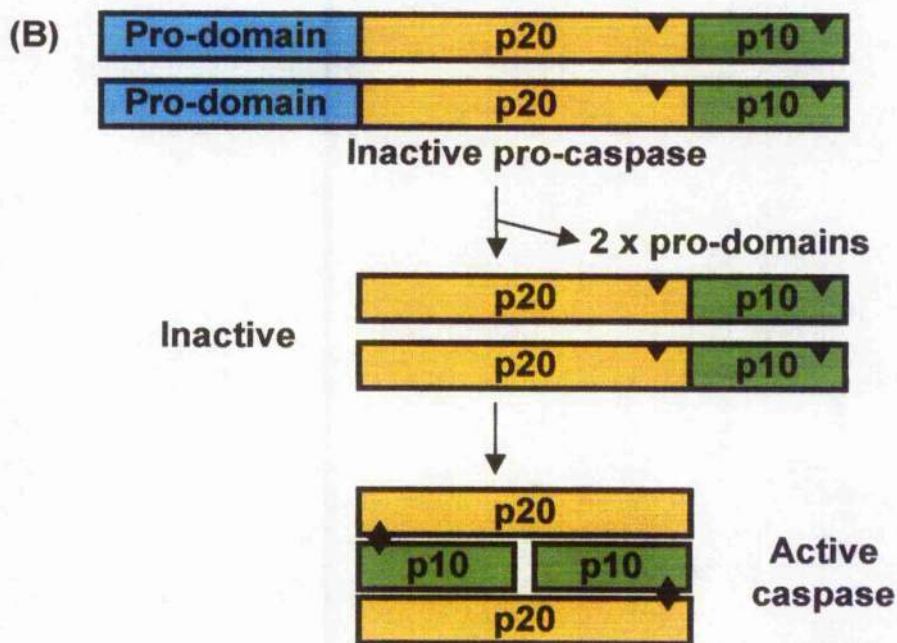 (B)
Pro-domain p20 p10
Pro-domain p20 p10
Inactive pro-caspase
2 x pro-domains
p20 p10
Inactive
p20 p10
p20
p10 p10
Active
caspase
p20